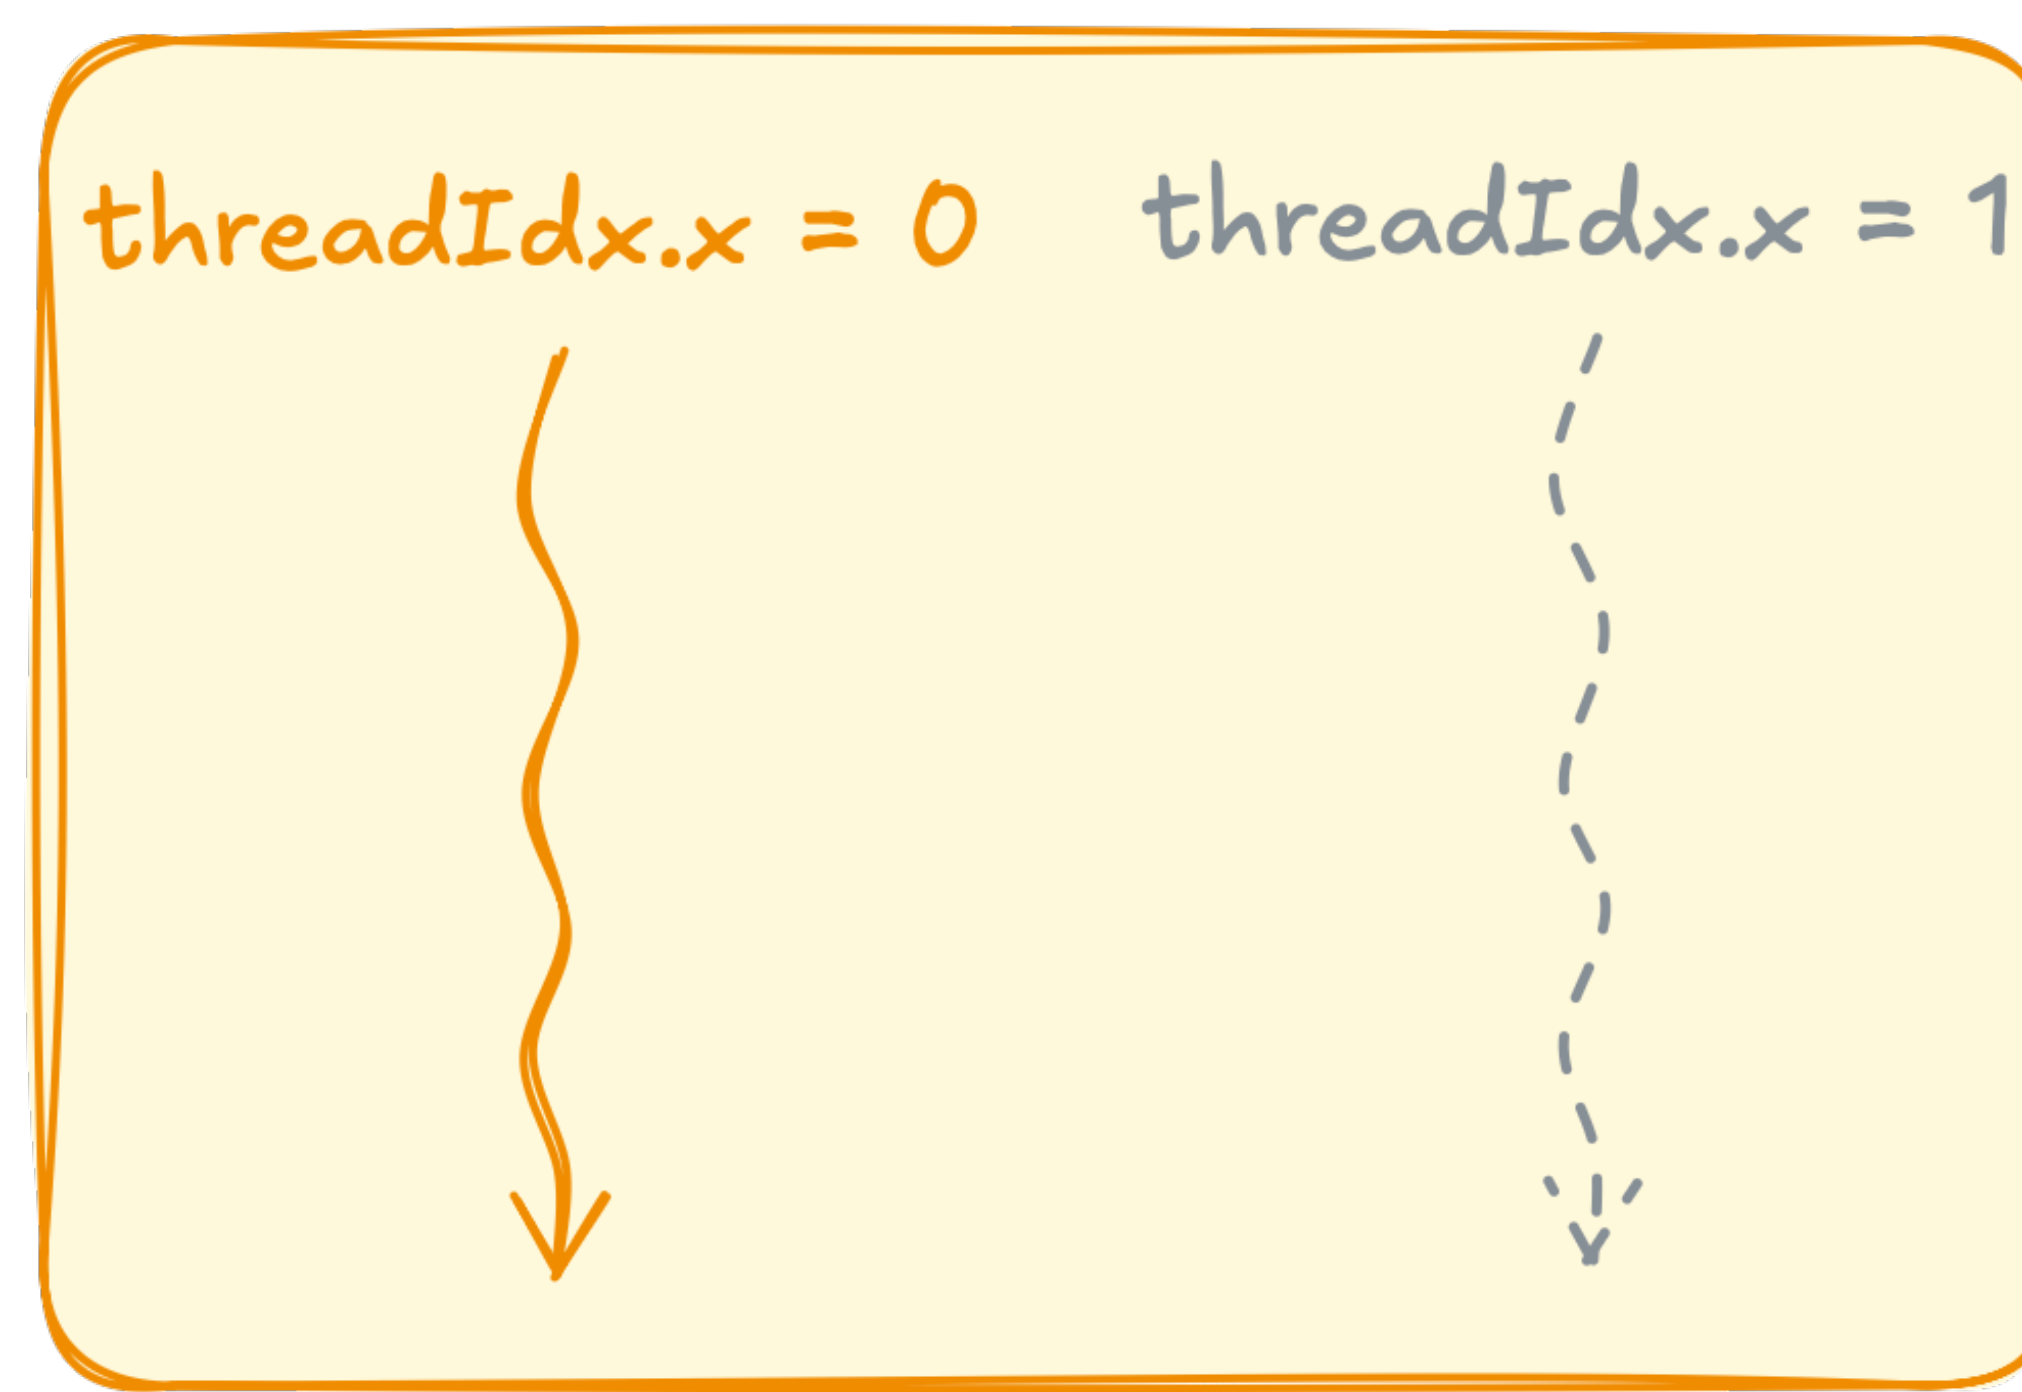 threadIdx.x = 0
threadIdx.x = 1